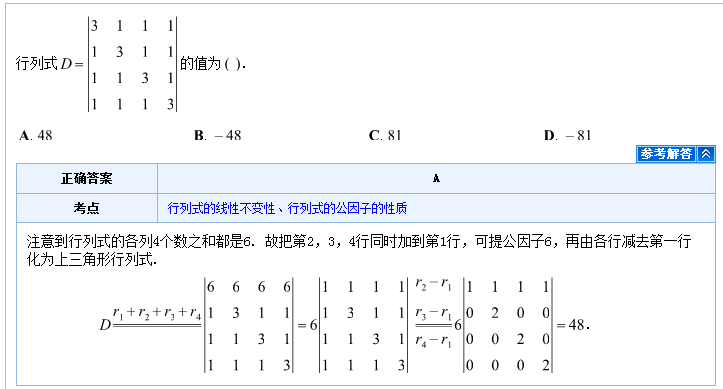 行列式 D = |3 1 1 1| 的值为 ( ).
|1 3 1 1|
|1 1 3 1|
|1 1 1 3|
A. 48 B. －48 C. 81 D. －81
参考解答
正确答案 A
考点 行列式的线性不变性、行列式的公因子的性质
注意到行列式的各列4个数之和都是6. 故把第2，3，4行同时加到第1行，可提公因子6，再由各行减去第一行
化为上三角形行列式.
D r₁+r₂+r₃+r₄ = |6 6 6 6| = 6 |1 1 1 1| r₂－r₁ |1 1 1 1|
|1 3 1 1| |1 3 1 1| r₃－r₁ = 6 |0 2 0 0| = 48.
|1 1 3 1| |1 1 3 1| r₄－r₁ |0 0 2 0|
|1 1 1 3| |1 1 1 3| |0 0 0 2|